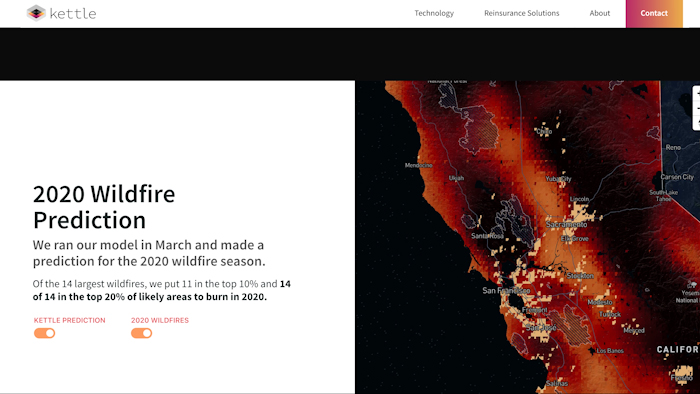 kettle
Technology
Reinsurance Solutions
About
Contact
2020 Wildfire
Prediction
We ran our model in March and made a
prediction for the 2020 wildfire season.
Of the 14 largest wildfires, we put 11 in the top 10% and 14
of 14 in the top 20% of likely areas to burn in 2020.
KETTLE PREDICTION
2020 WILDFIRES
Chico
Reno
Mendocino
Ukiah
Yuba City
Carson City
South Lake
Tahoe
Lincoln
Sacramento
Santa Rosa
Elk Grove
Stockton
San Francisco
Modesto
Fremont
Turlock
San Jose
Merced
Los Banos
CALIFOR
Salinas
Fresno